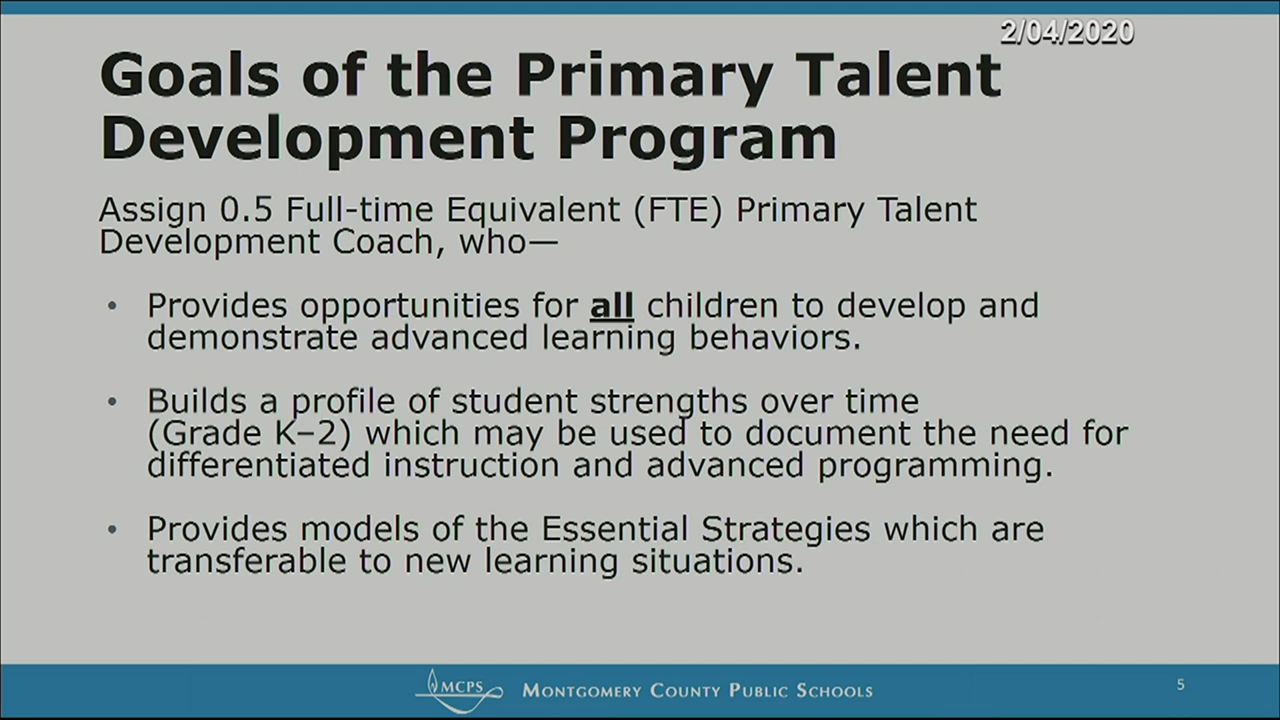 2/04/2020
Goals of the Primary Talent
Development Program
Assign 0.5 Full-time Equivalent (FTE) Primary Talent
Development Coach, who—
• Provides opportunities for all children to develop and
demonstrate advanced learning behaviors.
• Builds a profile of student strengths over time
(Grade K–2) which may be used to document the need for
differentiated instruction and advanced programming.
• Provides models of the Essential Strategies which are
transferable to new learning situations.
MCPS MONTGOMERY COUNTY PUBLIC SCHOOLS 5